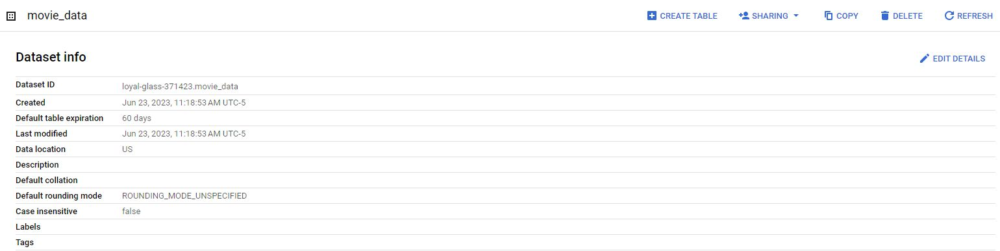 movie_data CREATE TABLE SHARING COPY DELETE REFRESH
Dataset info EDIT DETAILS
Dataset ID loyal-glass-371423.movie_data
Created Jun 23, 2023, 11:18:53 AM UTC-5
Default table expiration 60 days
Last modified Jun 23, 2023, 11:18:53 AM UTC-5
Data location US
Description
Default collation
Default rounding mode ROUNDING_MODE_UNSPECIFIED
Case insensitive false
Labels
Tags